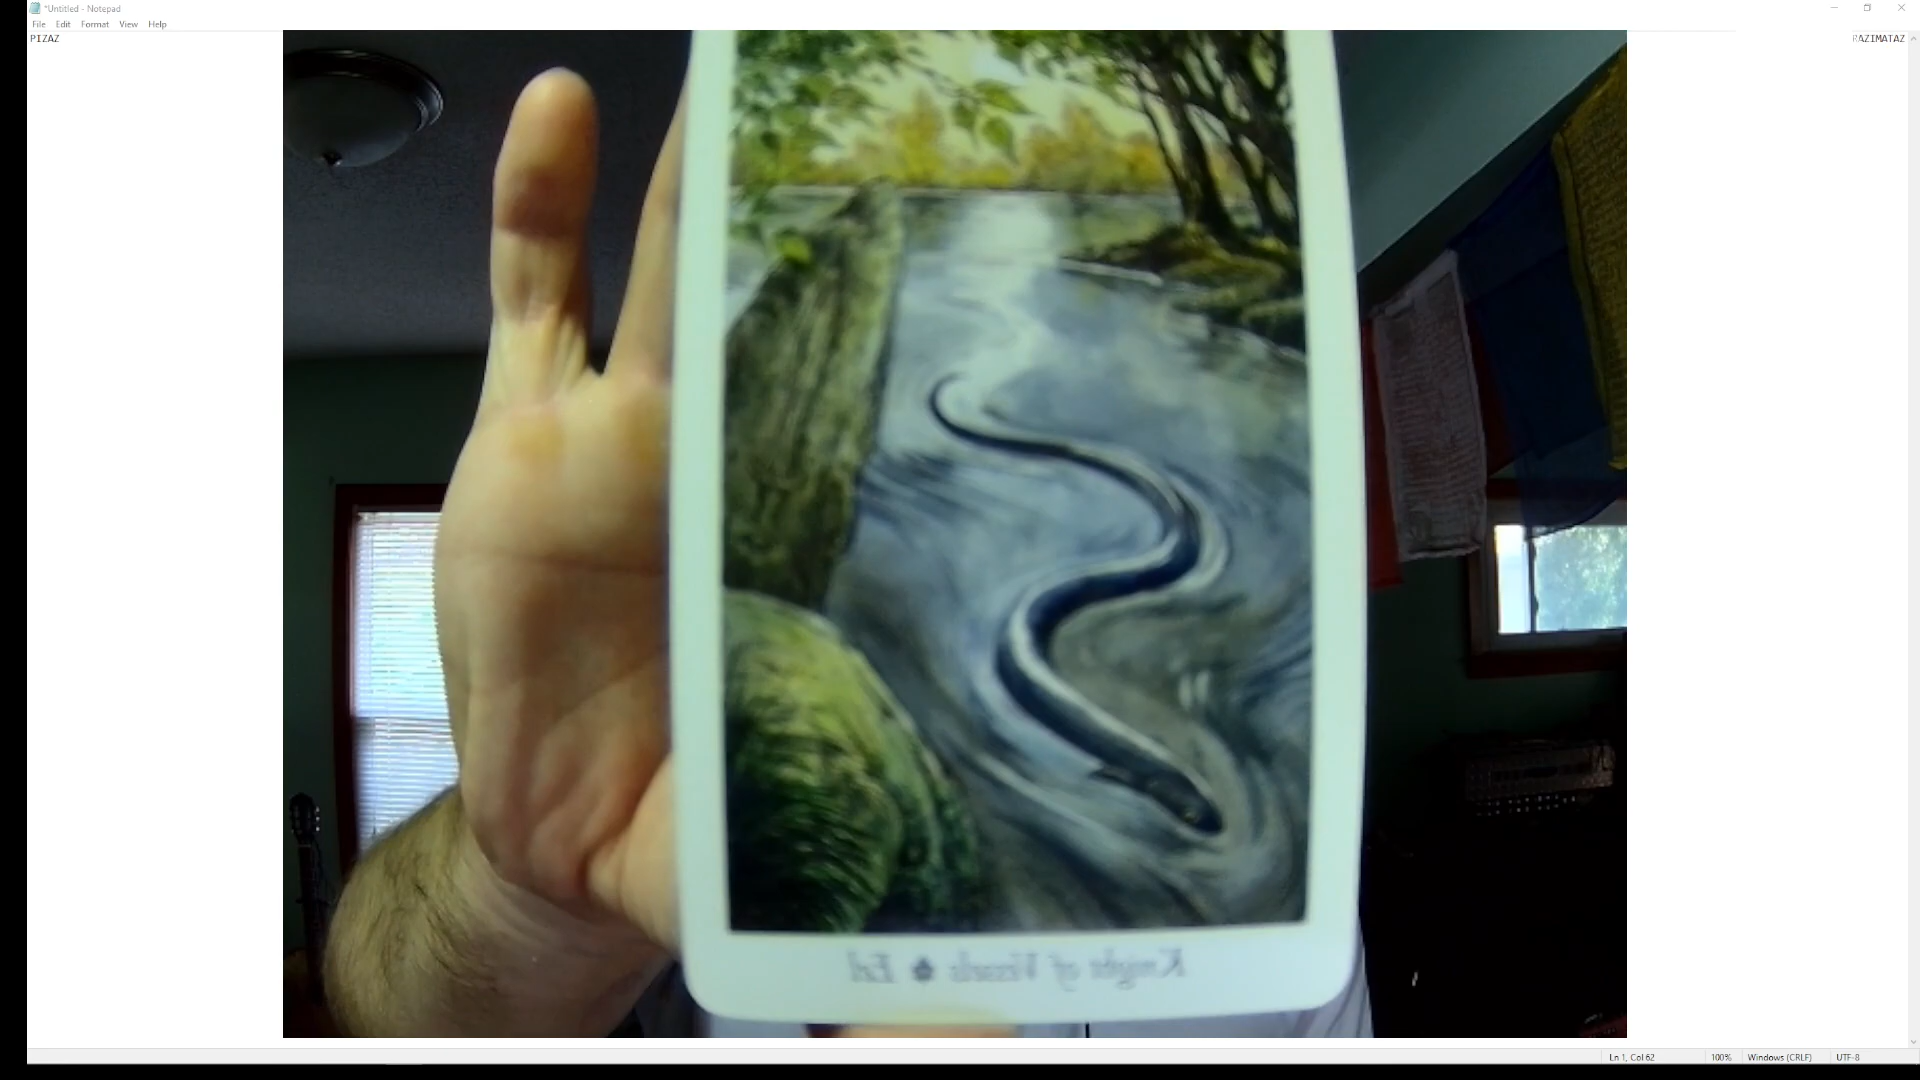 *Untitled - Notepad
File Edit Format View Help
PIZAZ RAZIMATAZ
Knight of Vessels Eel
Ln 1, Col 62 100% Windows (CRLF) UTF-8